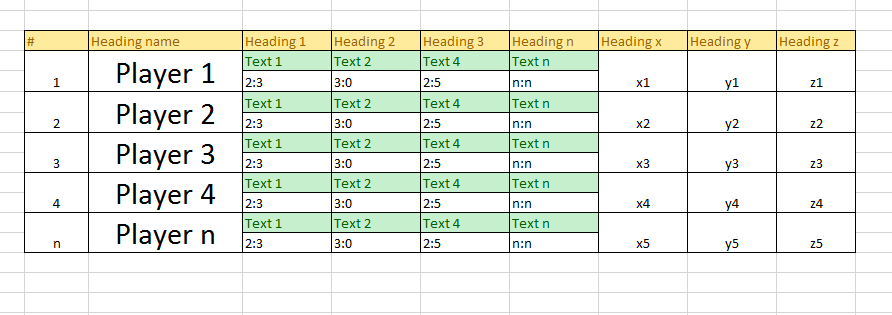 # Heading name Heading 1 Heading 2 Heading 3 Heading n Heading x Heading y Heading z
Text 1 Text 2 Text 4 Text n
1 Player 1 2:3 3:0 2:5 n:n x1 y1 z1
Text 1 Text 2 Text 4 Text n
2 Player 2 2:3 3:0 2:5 n:n x2 y2 z2
Text 1 Text 2 Text 4 Text n
3 Player 3 2:3 3:0 2:5 n:n x3 y3 z3
Text 1 Text 2 Text 4 Text n
4 Player 4 2:3 3:0 2:5 n:n x4 y4 z4
Text 1 Text 2 Text 4 Text n
n Player n 2:3 3:0 2:5 n:n x5 y5 z5